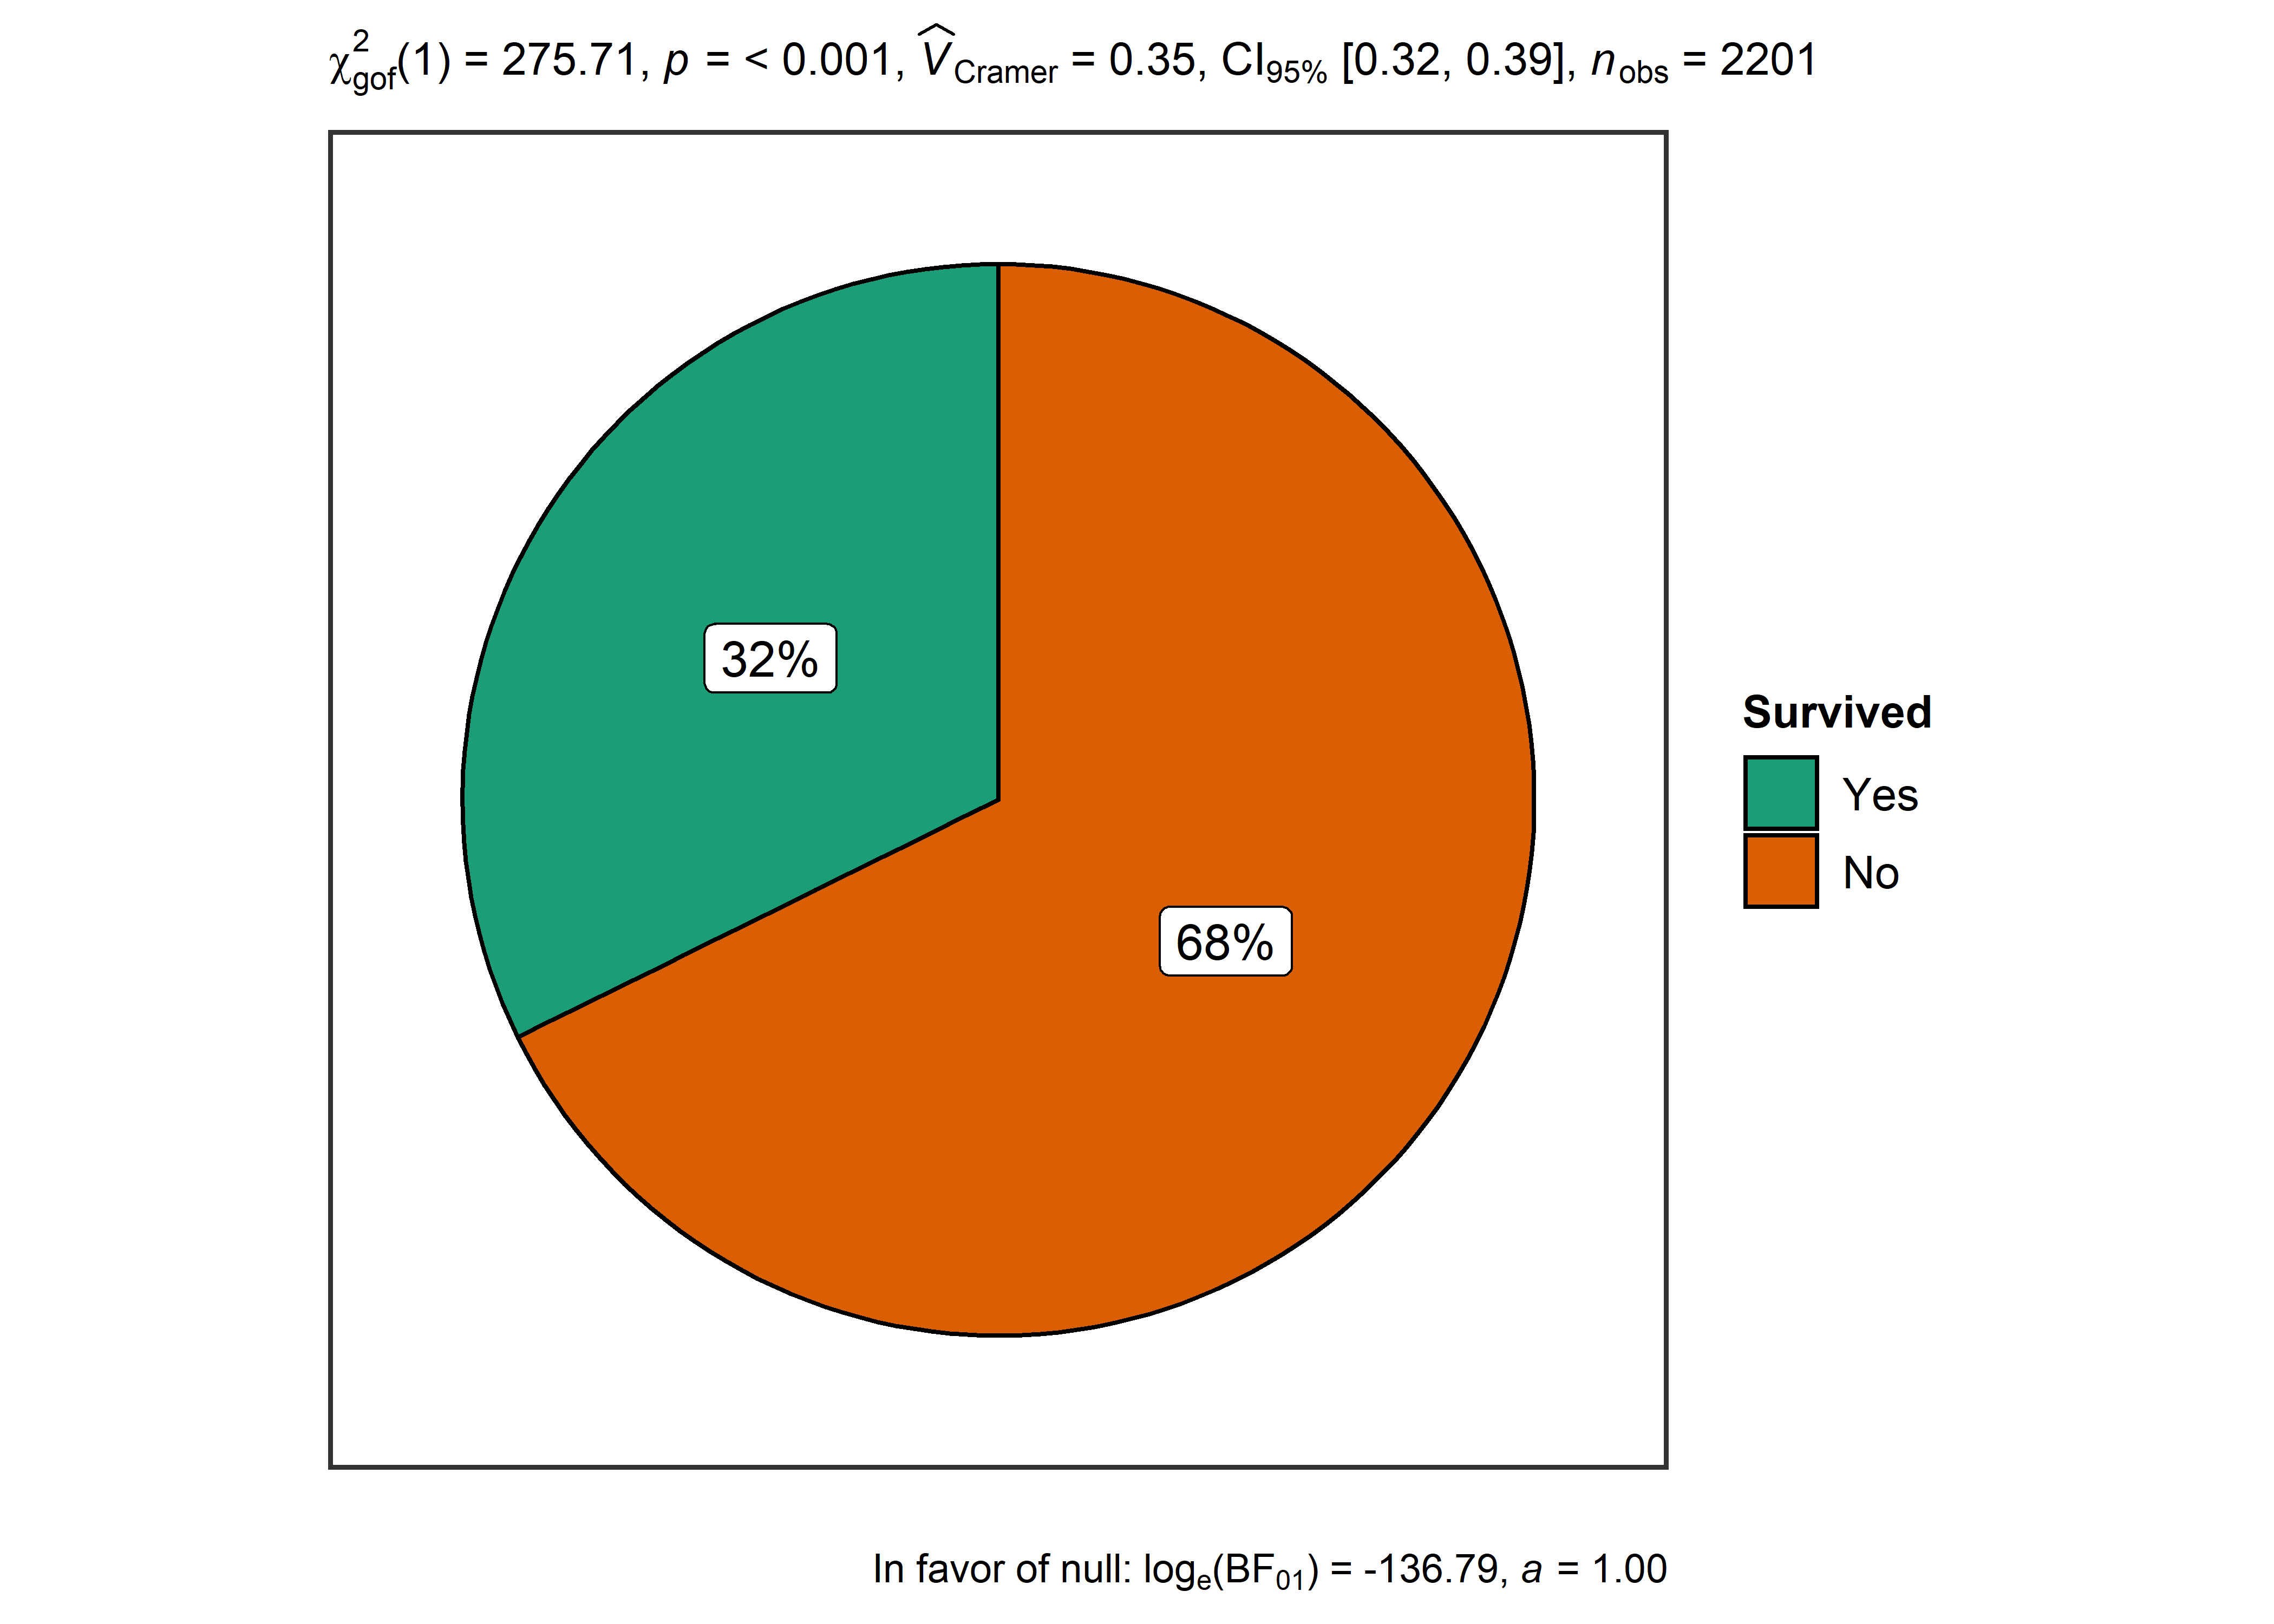 χ²gof(1) = 275.71, p = < 0.001, V̂Cramer = 0.35, CI95% [0.32, 0.39], nobs = 2201
32%
68%
Survived
Yes
No
In favor of null: loge(BF01) = -136.79, a = 1.00